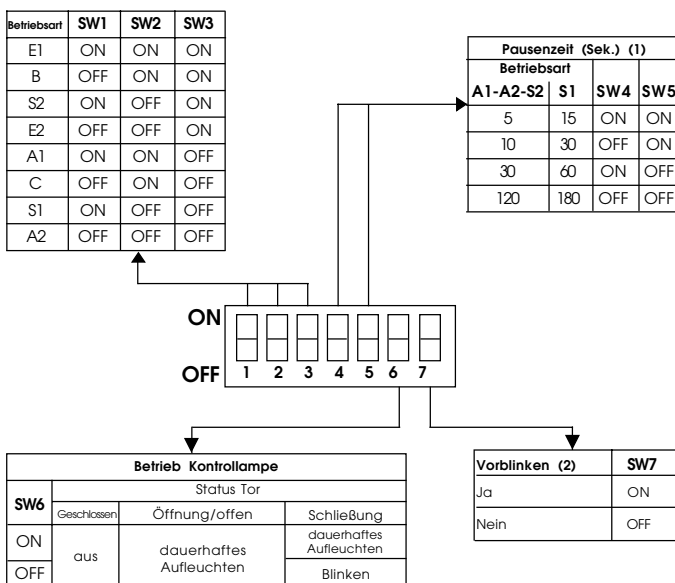 Betriebsart SW1 SW2 SW3
E1 ON ON ON
B OFF ON ON
S2 ON OFF ON
E2 OFF OFF ON
A1 ON ON OFF
C OFF ON OFF
S1 ON OFF OFF
A2 OFF OFF OFF
Pausenzeit (Sek.) (1)
Betriebsart
A1-A2-S2 S1 SW4 SW5
5 15 ON ON
10 30 OFF ON
30 60 ON OFF
120 180 OFF OFF
ON
OFF
1 2 3 4 5 6 7
Betrieb Kontrollampe
SW6
Status Tor
Geschlossen Öffnung/offen Schließung
ON
OFF
aus
dauerhaftes
Aufleuchten
dauerhaftes
Aufleuchten
Blinken
Vorblinken (2) SW7
Ja ON
Nein OFF